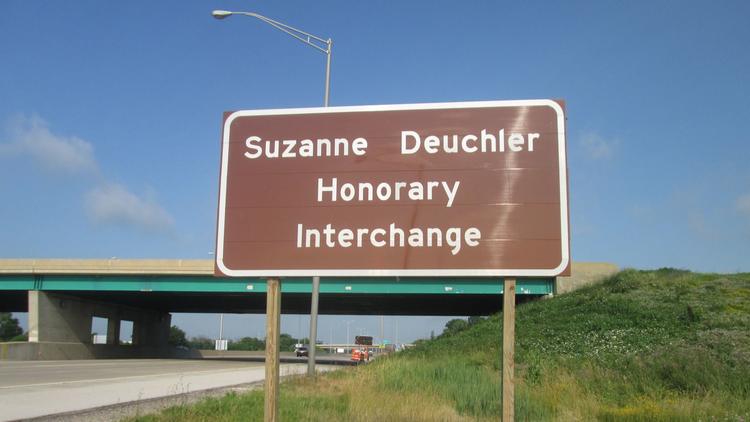 Suzanne Deuchler
Honorary
Interchange